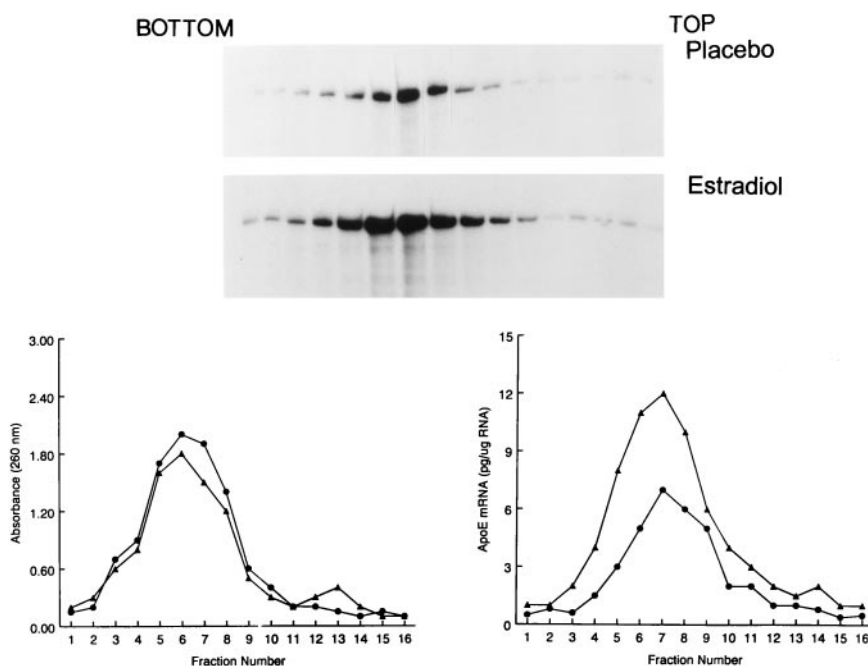 BOTTOM TOP
Placebo
Estradiol
Absorbance (260 nm)
3.00
2.40
1.80
1.20
0.60
0.00
1 2 3 4 5 6 7 8 9 10 11 12 13 14 15 16
Fraction Number
ApoE mRNA (pg/ug RNA)
15
12
9
6
3
0
1 2 3 4 5 6 7 8 9 10 11 12 13 14 15 16
Fraction Number